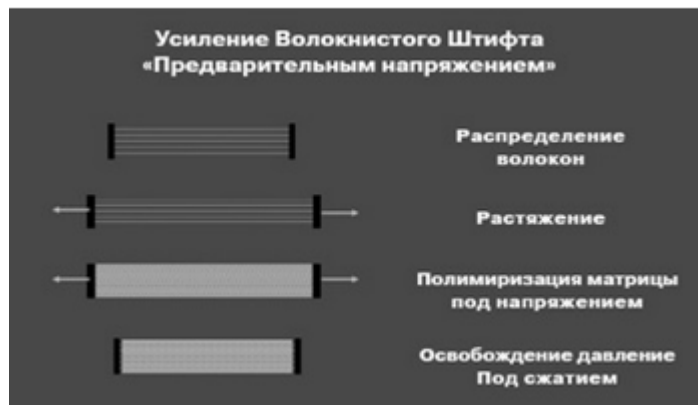 Усиление Волокнистого Штифта
«Предварительным напряжением»
Распределение
волокон
Растяжение
Полимиризация матрицы
под напряжением
Освобождение давление
Под сжатием